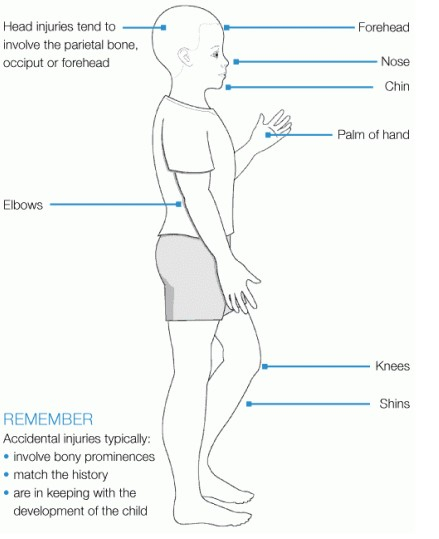 Head injuries tend to
involve the parietal bone,
occiput or forehead
Forehead
Nose
Chin
Palm of hand
Elbows
Knees
Shins
REMEMBER
Accidental injuries typically:
• involve bony prominences
• match the history
• are in keeping with the
development of the child